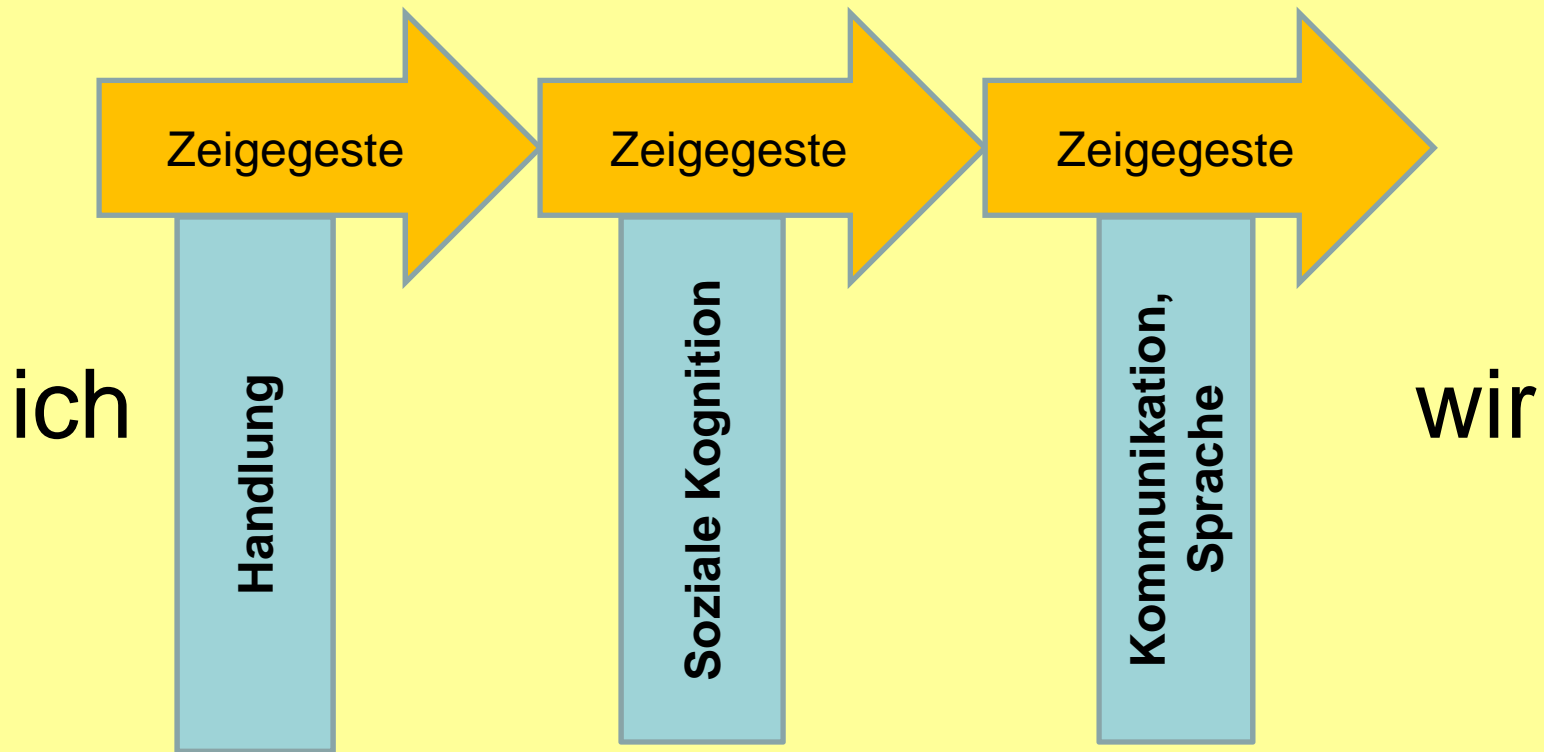 Zeigegeste
Zeigegeste
Zeigegeste
ich
Handlung
Soziale Kognition
Kommunikation,
Sprache
wir